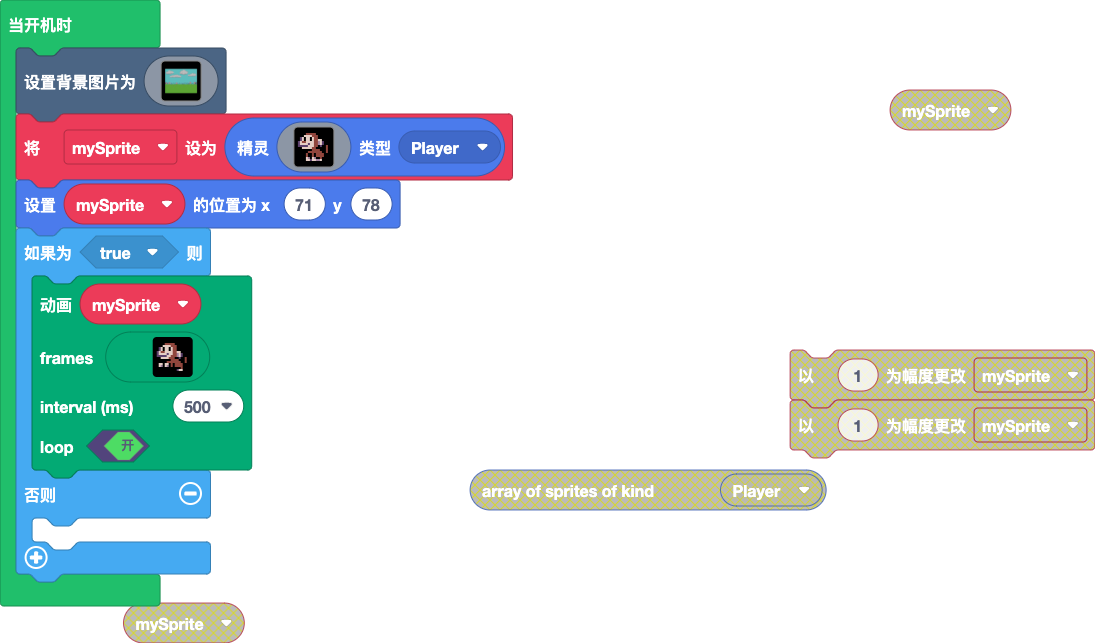 当开机时
设置背景图片为
mySprite
将 mySprite 设为 精灵 类型 Player
设置 mySprite 的位置为 x 71 y 78
如果为 true 则
动画 mySprite
frames
以 1 为幅度更改 mySprite
interval (ms) 500
以 1 为幅度更改 mySprite
loop 开
否则
array of sprites of kind Player
mySprite